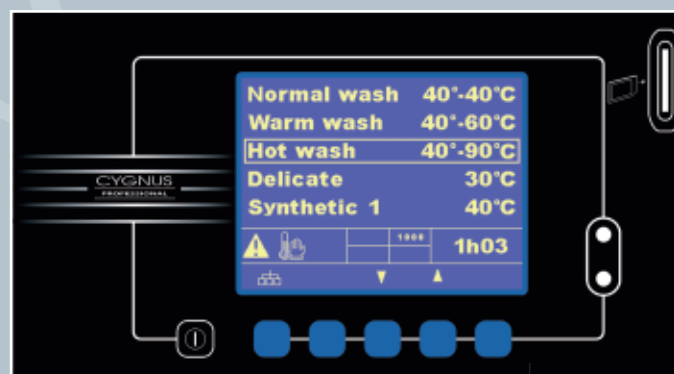 Normal wash 40°-40°C
Warm wash 40°-60°C
Hot wash 40°-90°C
Delicate 30°C
Synthetic 1 40°C
CYGNUS
PROFESSIONAL
1000
1h03